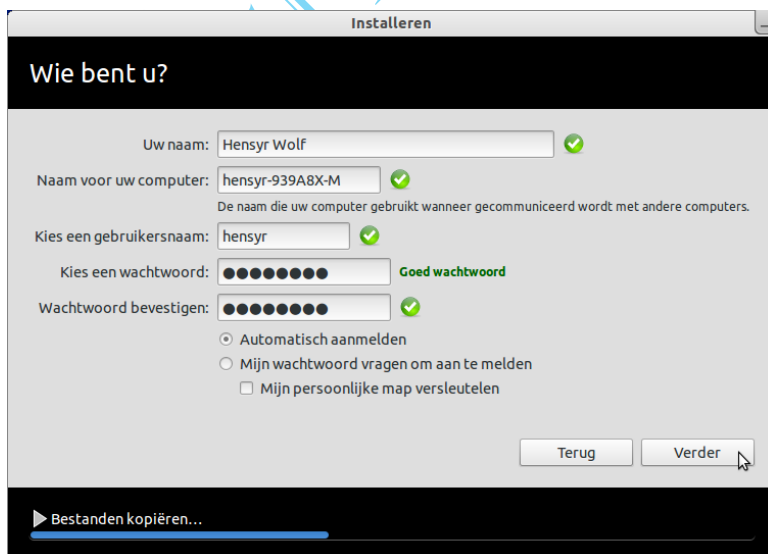 Installeren
Wie bent u?
Uw naam: Hensyr Wolf
Naam voor uw computer: hensyr-939A8X-M
De naam die uw computer gebruikt wanneer gecommuniceerd wordt met andere computers.
Kies een gebruikersnaam: hensyr
Kies een wachtwoord: ●●●●●●●● Goed wachtwoord
Wachtwoord bevestigen: ●●●●●●●●
Automatisch aanmelden
Mijn wachtwoord vragen om aan te melden
Mijn persoonlijke map versleutelen
Terug Verder
Bestanden kopiëren...